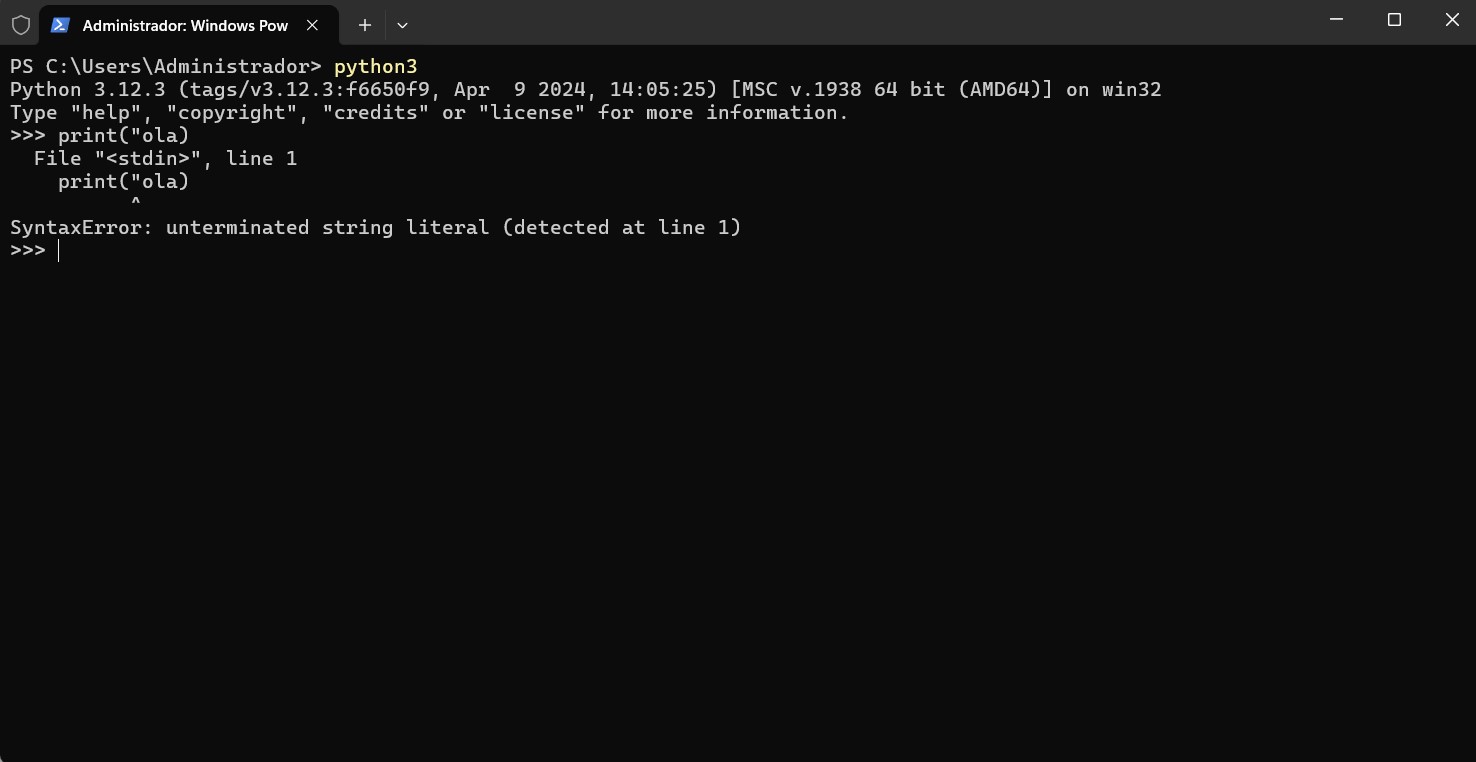 Administrador: Windows Pow
PS C:\Users\Administrador> python3
Python 3.12.3 (tags/v3.12.3:f6650f9, Apr  9 2024, 14:05:25) [MSC v.1938 64 bit (AMD64)] on win32
Type "help", "copyright", "credits" or "license" for more information.
>>> print("ola)
  File "<stdin>", line 1
    print("ola)
          ^
SyntaxError: unterminated string literal (detected at line 1)
>>>